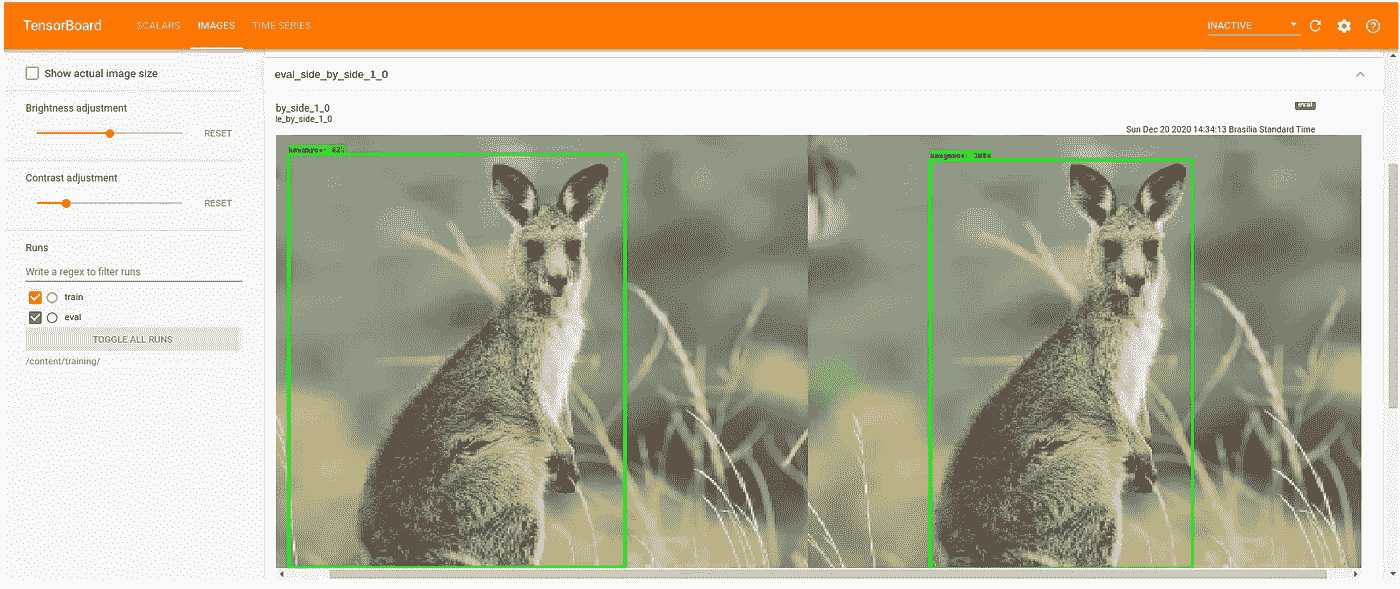 TensorBoard SCALARS IMAGES TIME SERIES INACTIVE
Show actual image size
Brightness adjustment
RESET
Contrast adjustment
RESET
Runs
Write a regex to filter runs
train
eval
TOGGLE ALL RUNS
/content/training/
eval_side_by_side_1_0
by_side_1_0
le_by_side_1_0
eval
Sun Dec 20 2020 14:34:13 Brasilia Standard Time
kangaroo: 82%
kangaroo: 100%